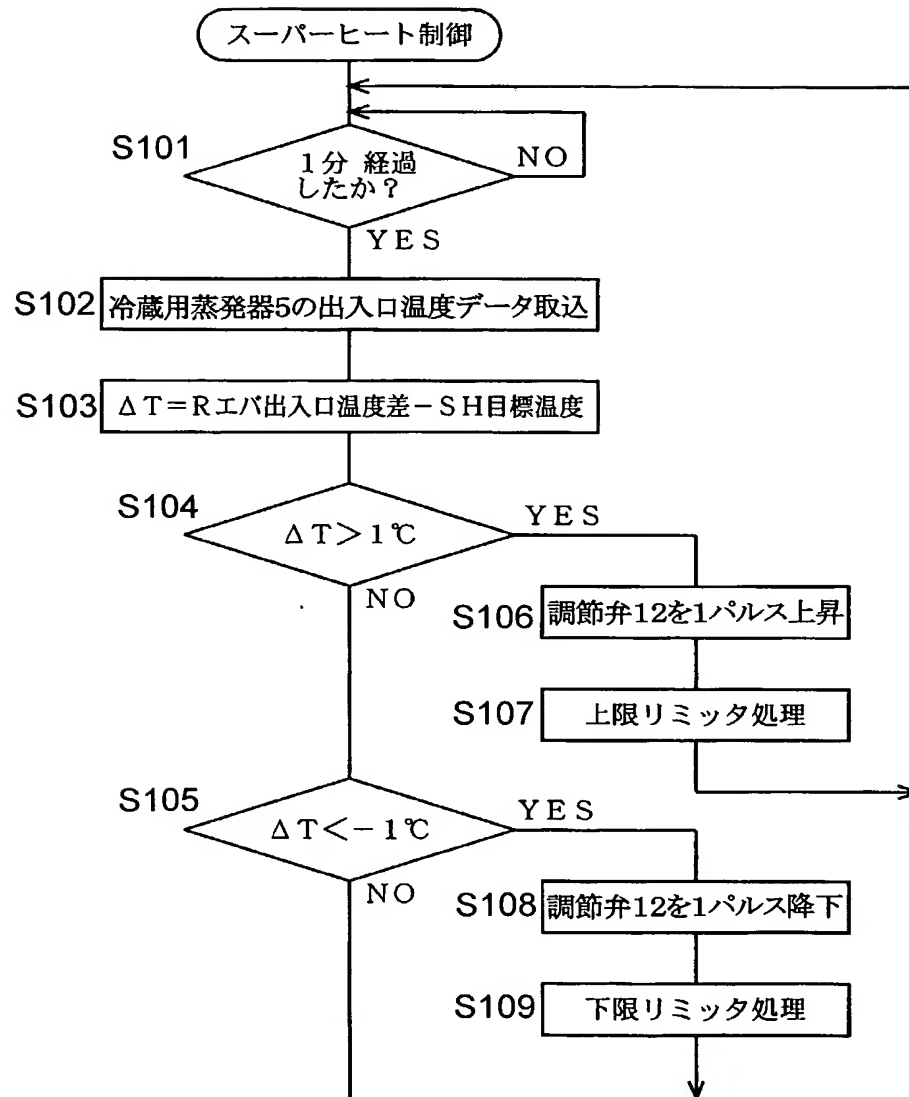 スーパーヒート制御
S101
1分 経過
したか？
NO
YES
S102
冷蔵用蒸発器5の出入口温度データ取込
S103
ΔT＝Rエバ出入口温度差－SH目標温度
S104
ΔT＞1℃
YES
NO
S106
調節弁12を1パルス上昇
S107
上限リミッタ処理
S105
ΔT＜－1℃
YES
NO
S108
調節弁12を1パルス降下
S109
下限リミッタ処理